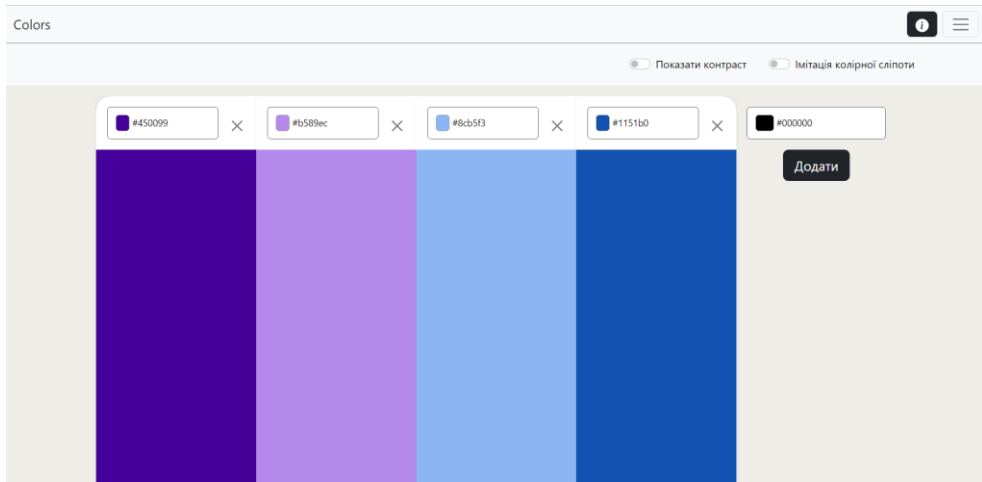 Colors
Показати контраст Імітація колірної сліпоти
#450099 #b589ec #8cb5f3 #1151b0 #000000
Додати